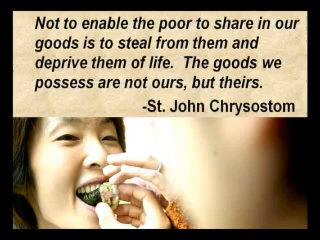 Not to enable the poor to share in our
goods is to steal from them and
deprive them of life.  The goods we
possess are not ours, but theirs.
-St. John Chrysostom